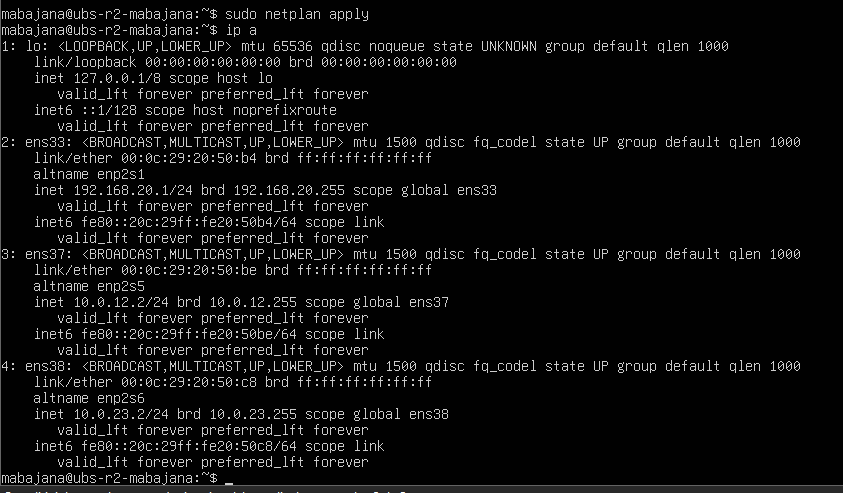 mabajana@ubs-r2-mabajana:~$ sudo netplan apply
mabajana@ubs-r2-mabajana:~$ ip a
1: lo: <LOOPBACK,UP,LOWER_UP> mtu 65536 qdisc noqueue state UNKNOWN group default qlen 1000
    link/loopback 00:00:00:00:00:00 brd 00:00:00:00:00:00
    inet 127.0.0.1/8 scope host lo
       valid_lft forever preferred_lft forever
    inet6 ::1/128 scope host noprefixroute
       valid_lft forever preferred_lft forever
2: ens33: <BROADCAST,MULTICAST,UP,LOWER_UP> mtu 1500 qdisc fq_codel state UP group default qlen 1000
    link/ether 00:0c:29:20:50:b4 brd ff:ff:ff:ff:ff:ff
    altname enp2s1
    inet 192.168.20.1/24 brd 192.168.20.255 scope global ens33
       valid_lft forever preferred_lft forever
    inet6 fe80::20c:29ff:fe20:50b4/64 scope link
       valid_lft forever preferred_lft forever
3: ens37: <BROADCAST,MULTICAST,UP,LOWER_UP> mtu 1500 qdisc fq_codel state UP group default qlen 1000
    link/ether 00:0c:29:20:50:be brd ff:ff:ff:ff:ff:ff
    altname enp2s5
    inet 10.0.12.2/24 brd 10.0.12.255 scope global ens37
       valid_lft forever preferred_lft forever
    inet6 fe80::20c:29ff:fe20:50be/64 scope link
       valid_lft forever preferred_lft forever
4: ens38: <BROADCAST,MULTICAST,UP,LOWER_UP> mtu 1500 qdisc fq_codel state UP group default qlen 1000
    link/ether 00:0c:29:20:50:c8 brd ff:ff:ff:ff:ff:ff
    altname enp2s6
    inet 10.0.23.2/24 brd 10.0.23.255 scope global ens38
       valid_lft forever preferred_lft forever
    inet6 fe80::20c:29ff:fe20:50c8/64 scope link
       valid_lft forever preferred_lft forever
mabajana@ubs-r2-mabajana:~$ _